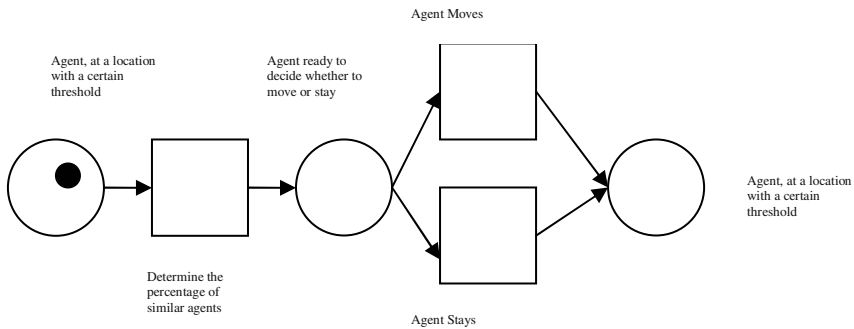 Agent Moves
Agent, at a location
with a certain
threshold
Agent ready to
decide whether to
move or stay
Agent, at a location
with a certain
threshold
Determine the
percentage of
similar agents
Agent Stays